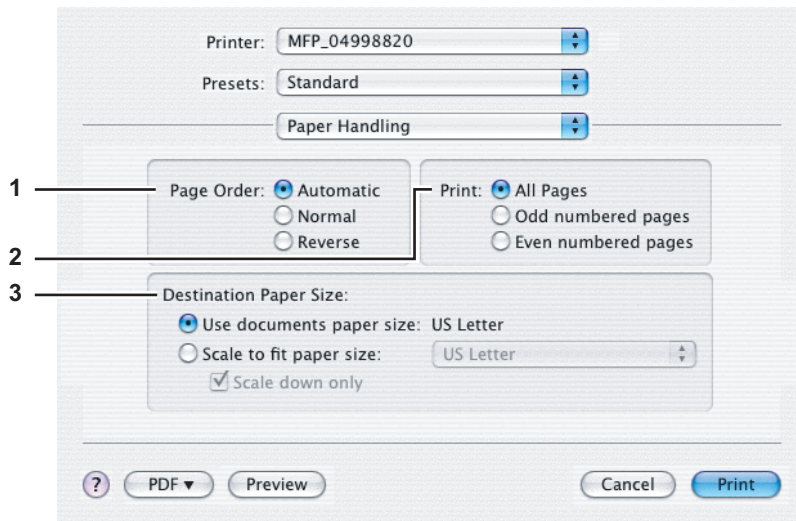 Printer: MFP_04998820
Presets: Standard
Paper Handling
1
Page Order: Automatic
Normal
Reverse
2
Print: All Pages
Odd numbered pages
Even numbered pages
3
Destination Paper Size:
Use documents paper size: US Letter
Scale to fit paper size: US Letter
Scale down only
? PDF ▼ Preview Cancel Print